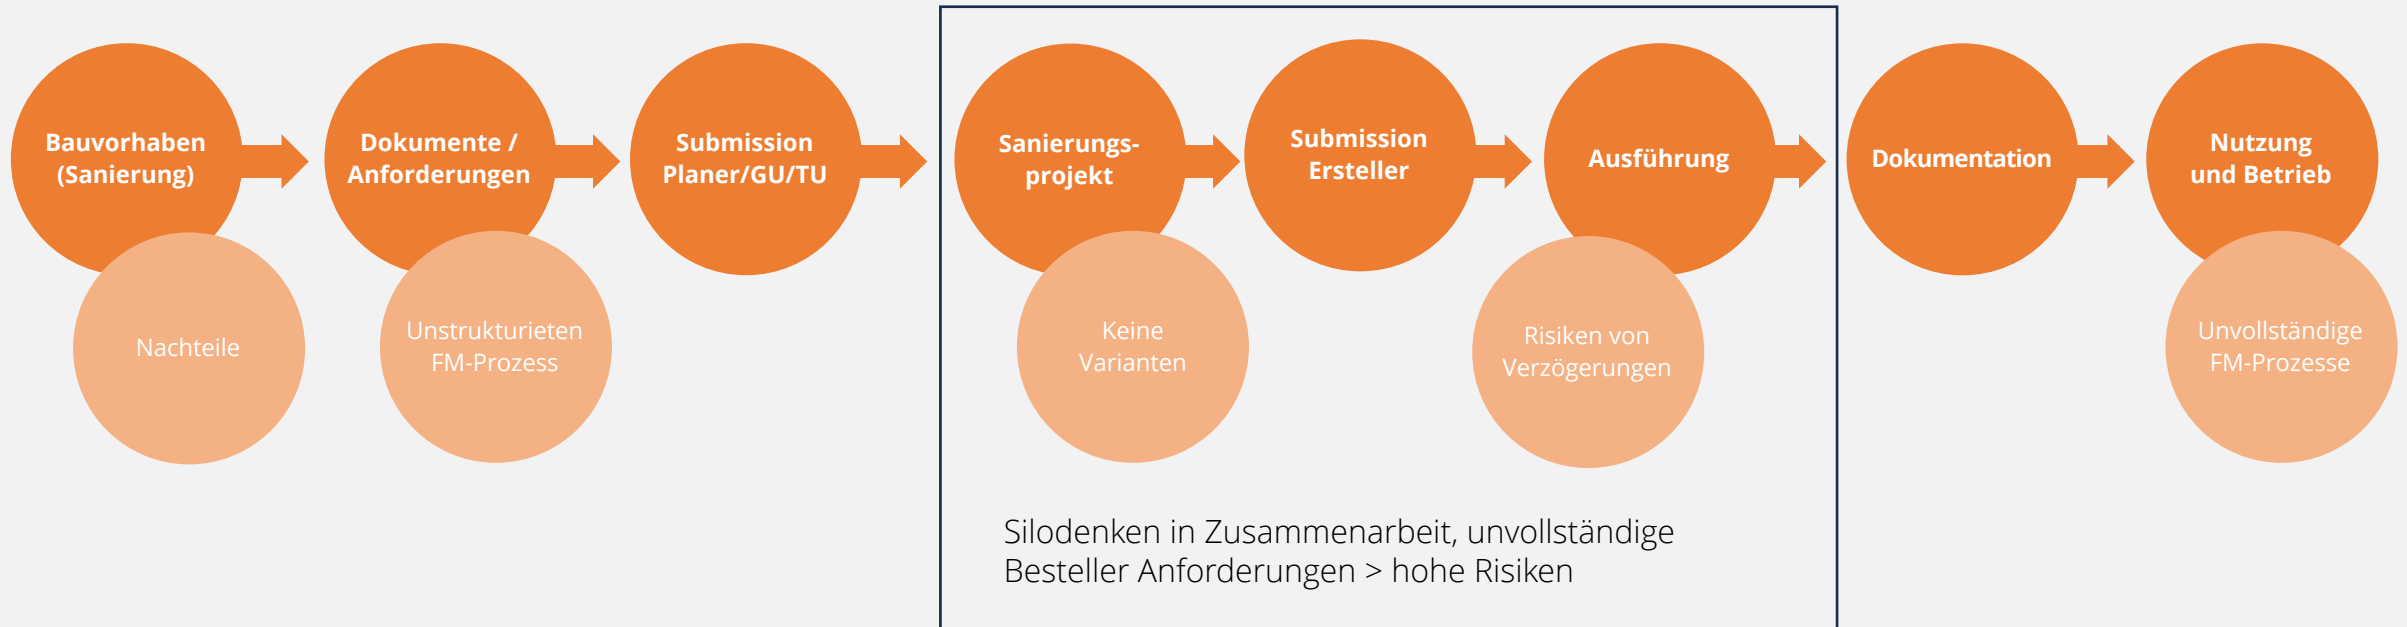 Bauvorhaben
(Sanierung)
Dokumente /
Anforderungen
Submission
Planer/GU/TU
Sanierungs-
projekt
Submission
Ersteller
Ausführung
Dokumentation
Nutzung
und Betrieb
Nachteile
Unstrukturieten
FM-Prozess
Keine
Varianten
Risiken von
Verzögerungen
Unvollständige
FM-Prozesse
Silodenken in Zusammenarbeit, unvollständige
Besteller Anforderungen > hohe Risiken